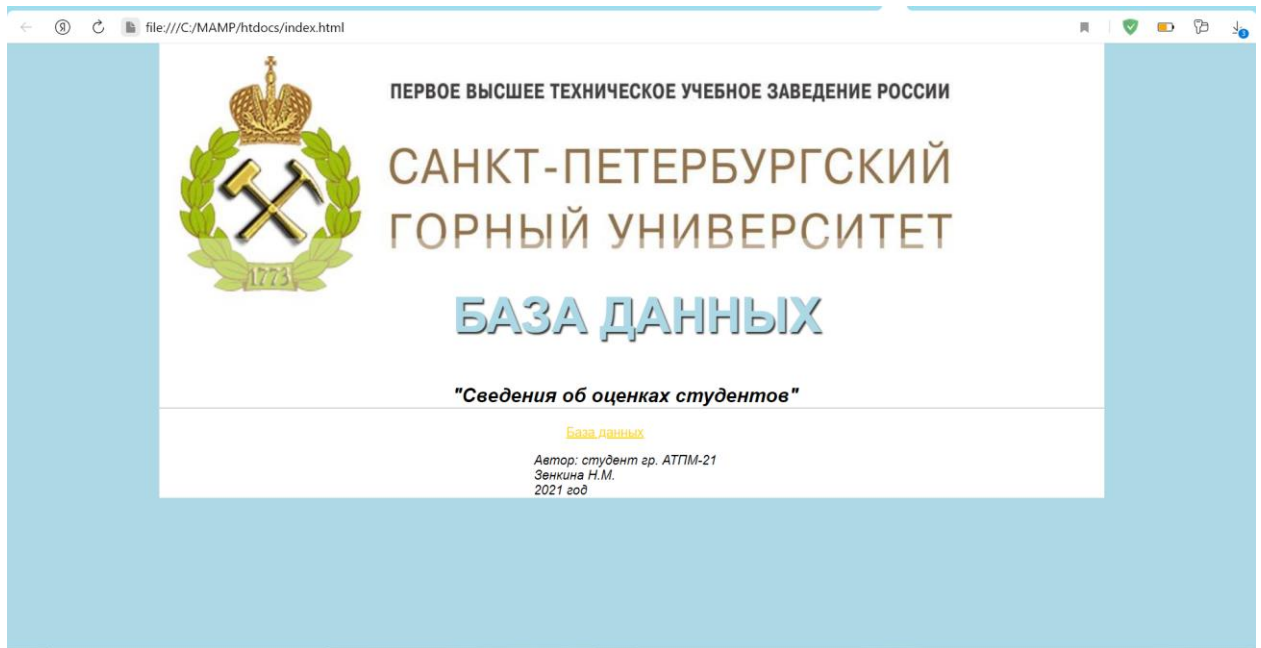 file:///C:/MAMP/htdocs/index.html
ПЕРВОЕ ВЫСШЕЕ ТЕХНИЧЕСКОЕ УЧЕБНОЕ ЗАВЕДЕНИЕ РОССИИ
САНКТ-ПЕТЕРБУРГСКИЙ
ГОРНЫЙ УНИВЕРСИТЕТ
1773
БАЗА ДАННЫХ
"Сведения об оценках студентов"
База данных
Автор: студент гр. АТПМ-21
Зенкина Н.М.
2021 год